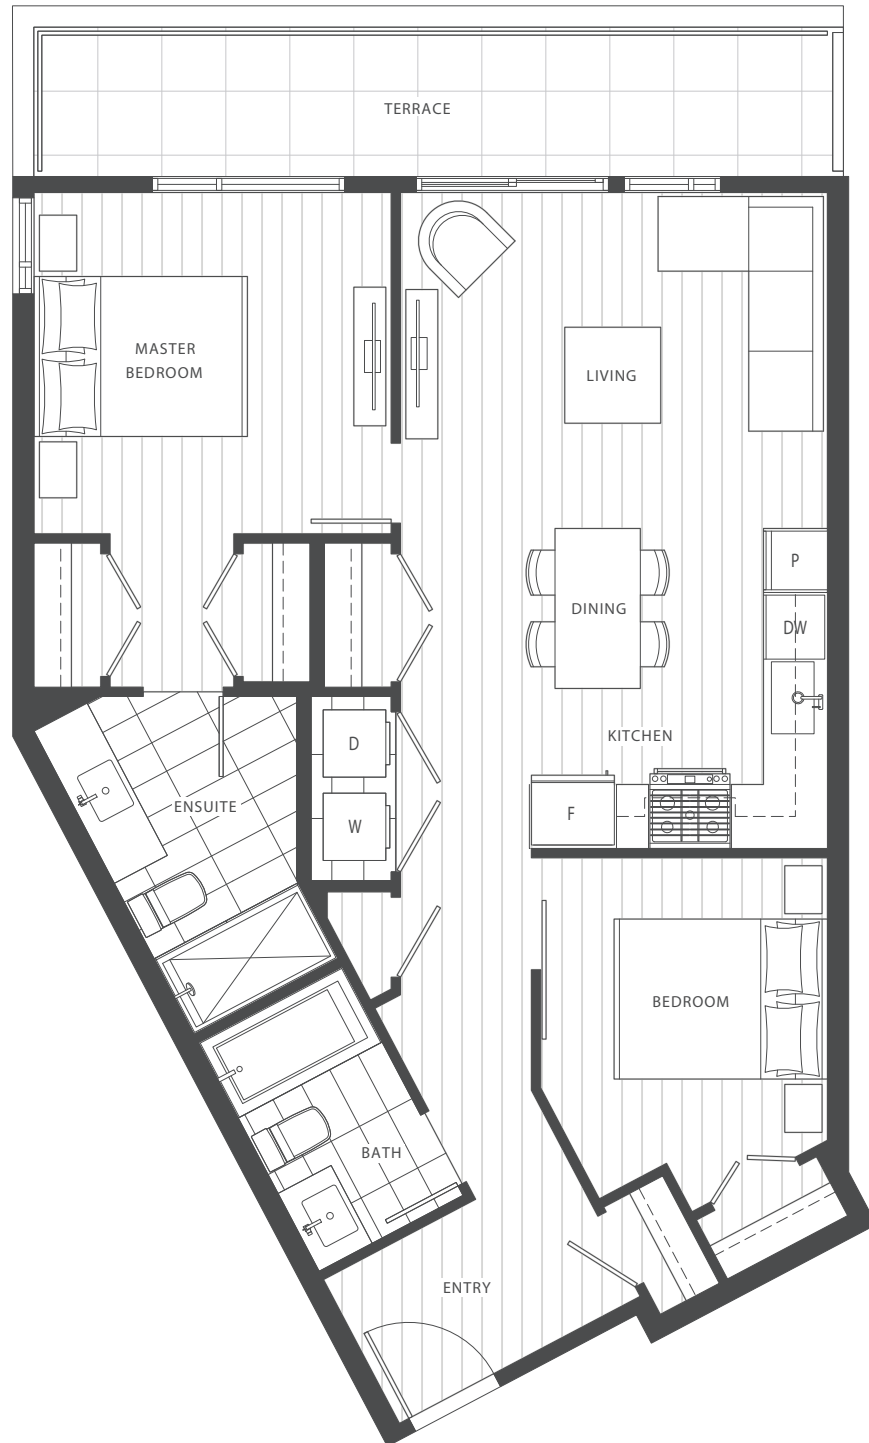 TERRACE
MASTER
BEDROOM
LIVING
P
DINING
DW
KITCHEN
D
ENSUITE
F
W
BEDROOM
BATH
ENTRY